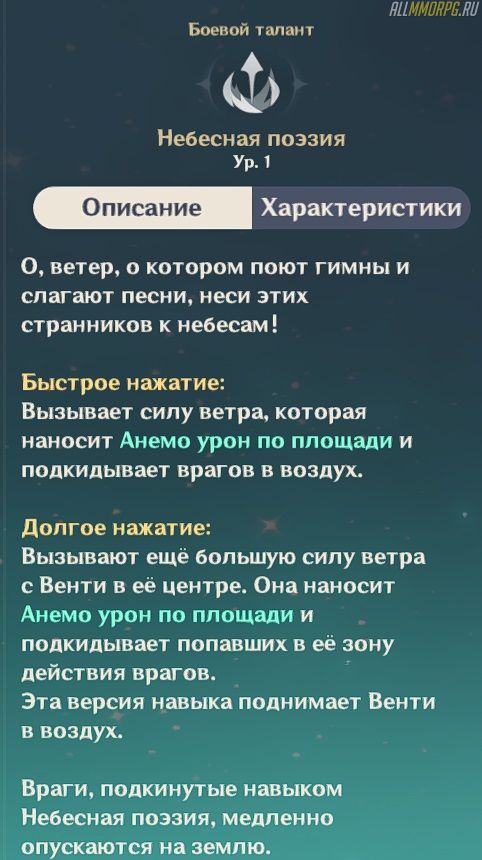 ALLMMORPG.RU
Боевой талант
Небесная поэзия
Ур. 1
Описание Характеристики
О, ветер, о котором поют гимны и
слагают песни, неси этих
странников к небесам!
Быстрое нажатие:
Вызывает силу ветра, которая
наносит Анемо урон по площади и
подкидывает врагов в воздух.
Долгое нажатие:
Вызывают ещё большую силу ветра
с Венти в её центре. Она наносит
Анемо урон по площади и
подкидывает попавших в её зону
действия врагов.
Эта версия навыка поднимает Венти
в воздух.
Враги, подкинутые навыком
Небесная поэзия, медленно
опускаются на землю.